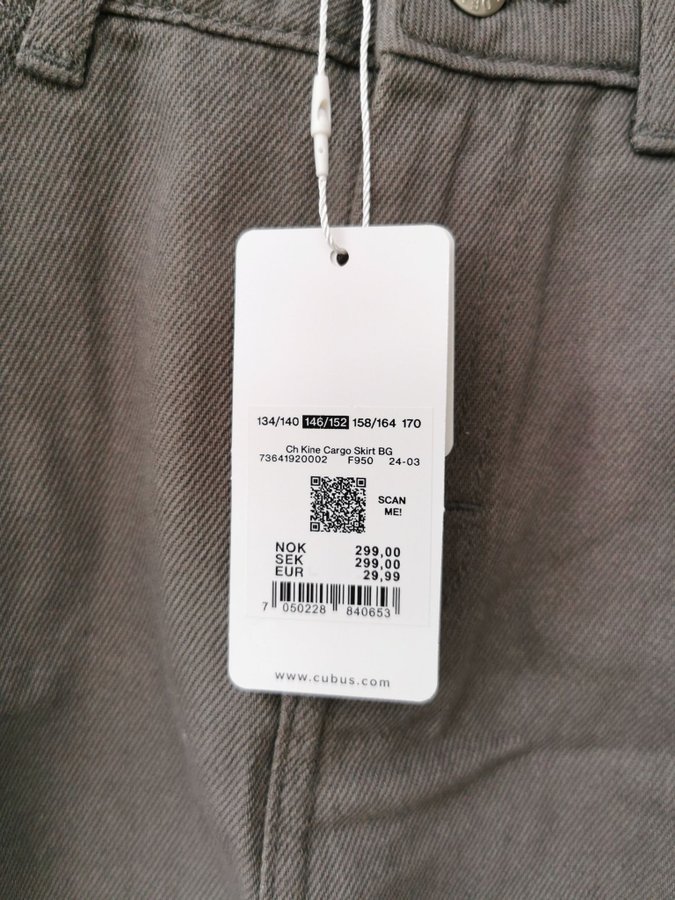 134/140 146/152 158/164 170
Ch Kine Cargo Skirt BG
73641920002 F950 24-03
SCAN
ME!
NOK 299,00
SEK 299,00
EUR 29,99
7 050228 840653
www.cubus.com